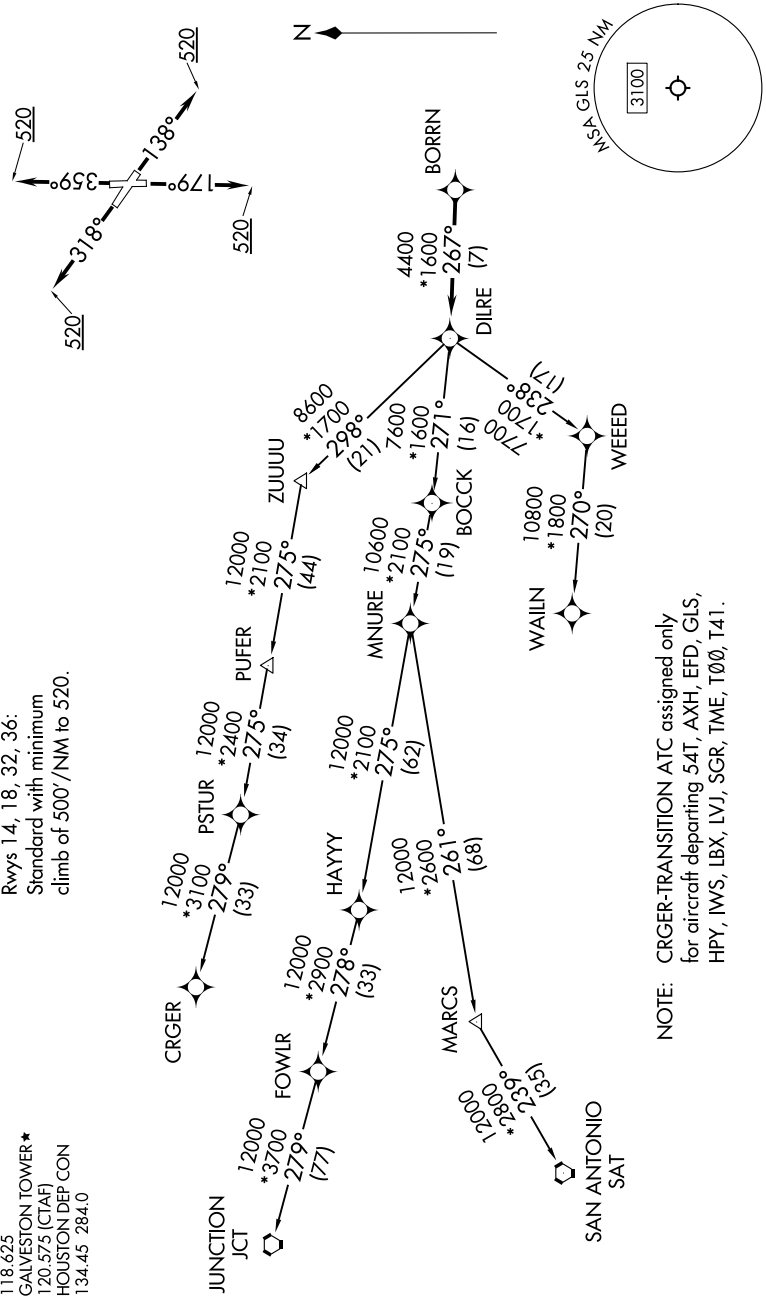 118.625
GALVESTON TOWER★
120.575 (CTAF)
HOUSTON DEP CON
134.45 284.0
Rwys 14, 18, 32, 36:
Standard with minimum
climb of 500'/NM to 520.
520
520
520
520
318°
359°
138°
179°
N
MSA GLS 25 NM
3100
BORRN
4400
*1600
267°
(7)
DILRE
8600
*1700
298°
(21)
ZUUUU
12000
*2100
275°
(44)
PUFER
12000
*2400
275°
(34)
PSTUR
12000
*3100
279°
(33)
CRGER
7600
*1600
271°
(16)
BOCCK
10600
*2100
275°
(19)
MNURE
12000
*2100
275°
(62)
HAYYY
12000
*2900
278°
(33)
FOWLR
12000
*3700
279°
(77)
JUNCTION
JCT
12000
*2600
261°
(68)
MARCS
12000
*2800
239°
(35)
SAN ANTONIO
SAT
7700
*1700
238°
(17)
WEEED
10800
*1800
270°
(20)
WAILN
NOTE: CRGER-TRANSITION ATC assigned only
for aircraft departing 54T, AXH, EFD, GLS,
HPY, IWS, LBX, LVJ, SGR, TME, TØØ, T41.